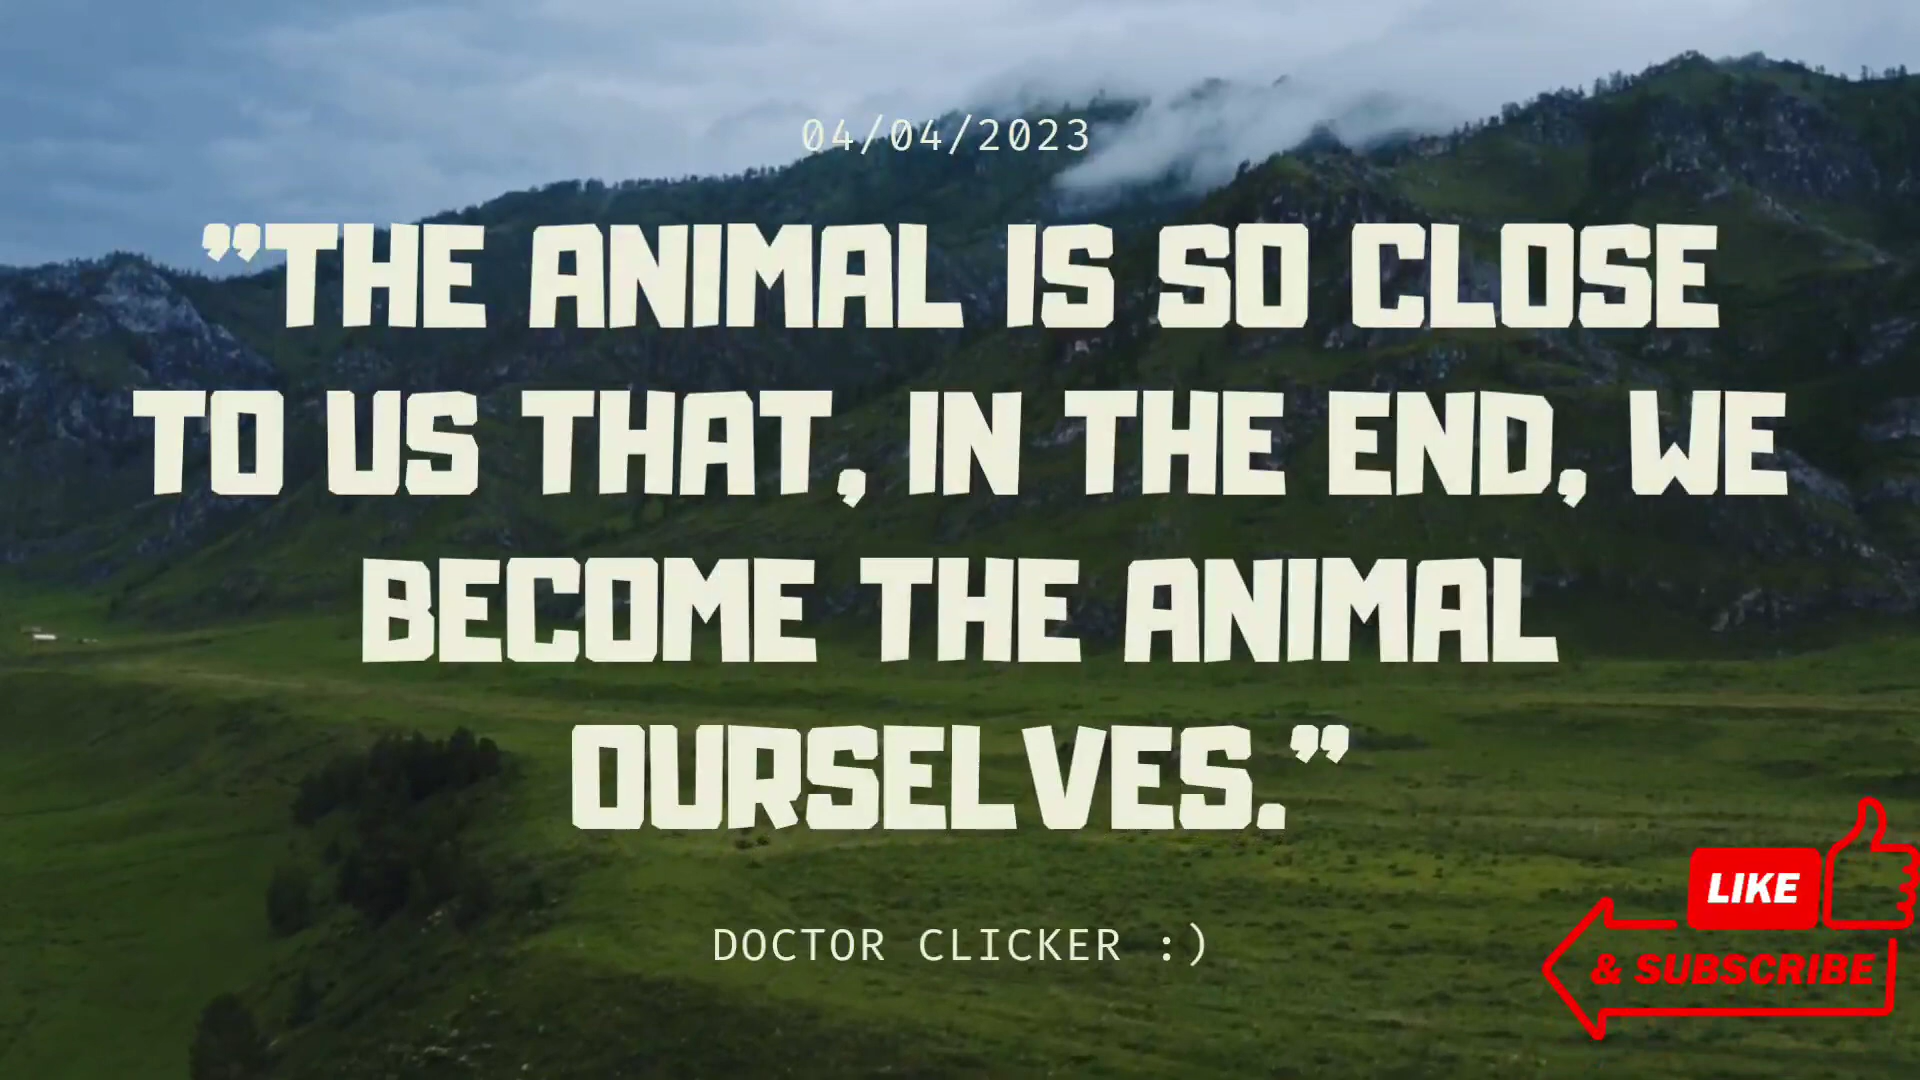 04/04/2023
”THE ANIMAL IS SO CLOSE
TO US THAT, IN THE END, WE
BECOME THE ANIMAL
OURSELVES.”
DOCTOR CLICKER :)
LIKE
& SUBSCRIBE